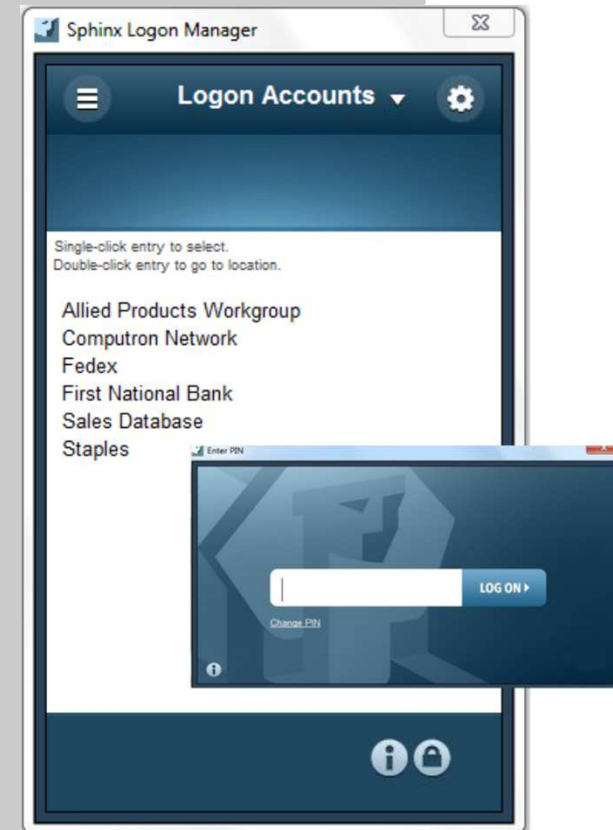 Sphinx Logon Manager
Logon Accounts
Single-click entry to select.
Double-click entry to go to location.
Allied Products Workgroup
Computron Network
Fedex
First National Bank
Sales Database
Staples
Enter PIN
LOG ON
Change PIN